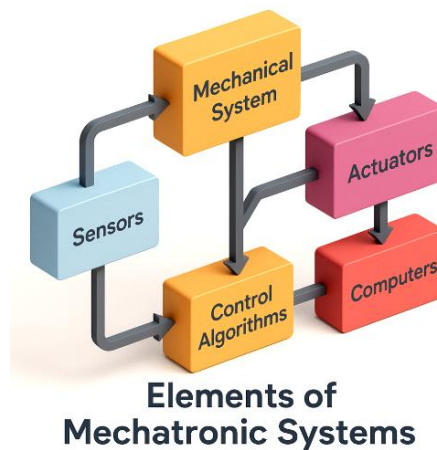 Mechanical
System
Actuators
Sensors
Control
Algorithms
Computers
Elements of
Mechatronic Systems